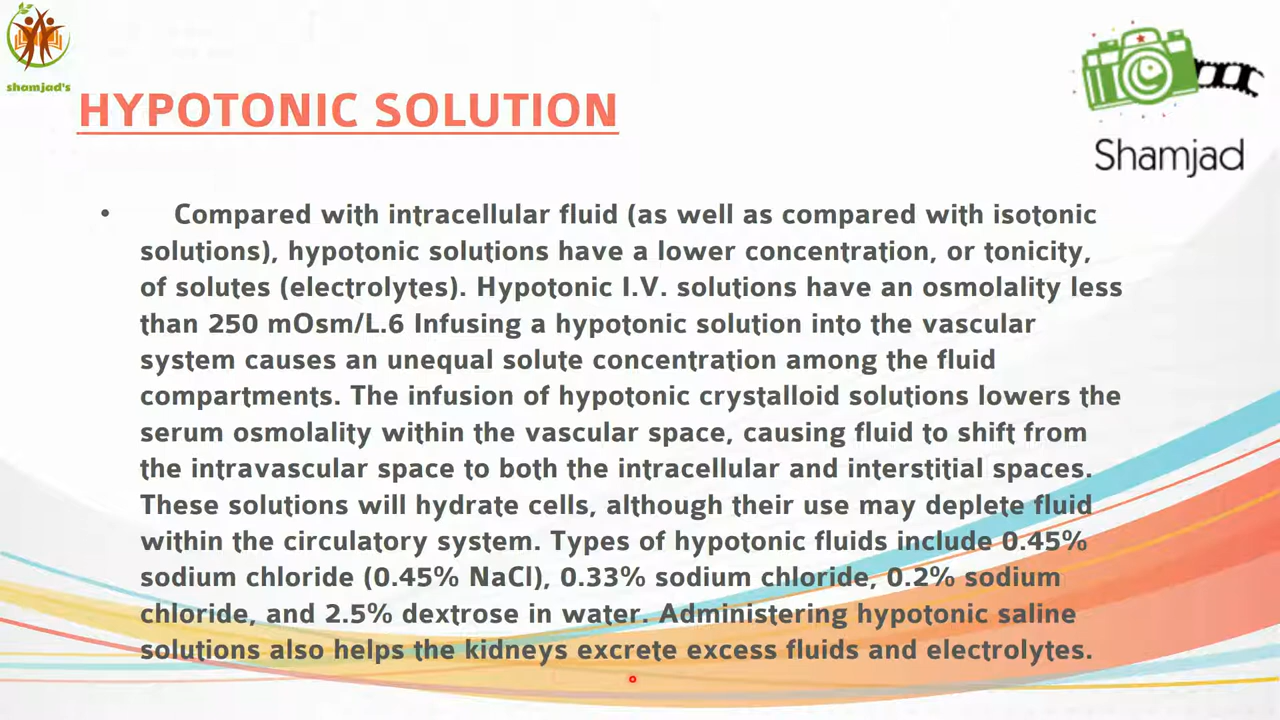 shamjad's
HYPOTONIC SOLUTION
Shamjad
• Compared with intracellular fluid (as well as compared with isotonic
solutions), hypotonic solutions have a lower concentration, or tonicity,
of solutes (electrolytes). Hypotonic I.V. solutions have an osmolality less
than 250 mOsm/L.6 Infusing a hypotonic solution into the vascular
system causes an unequal solute concentration among the fluid
compartments. The infusion of hypotonic crystalloid solutions lowers the
serum osmolality within the vascular space, causing fluid to shift from
the intravascular space to both the intracellular and interstitial spaces.
These solutions will hydrate cells, although their use may deplete fluid
within the circulatory system. Types of hypotonic fluids include 0.45%
sodium chloride (0.45% NaCl), 0.33% sodium chloride, 0.2% sodium
chloride, and 2.5% dextrose in water. Administering hypotonic saline
solutions also helps the kidneys excrete excess fluids and electrolytes.